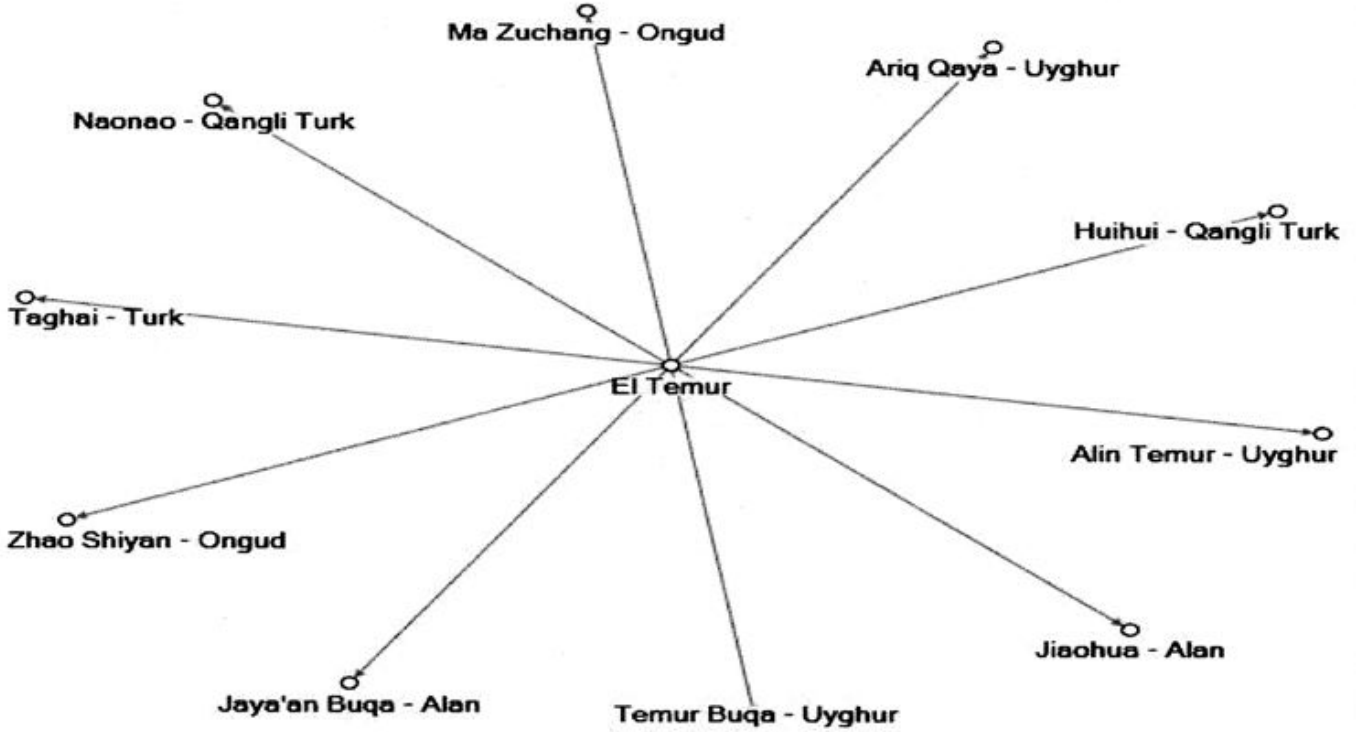 Ma Zuchang - Ongud
Ariq Qaya - Uyghur
Naonao - Qangli Turk
Huihui - Qangli Turk
Taghai - Turk
El Temur
Alin Temur - Uyghur
Zhao Shiyan - Ongud
Jiaohua - Alan
Jaya'an Buqa - Alan
Temur Buqa - Uyghur